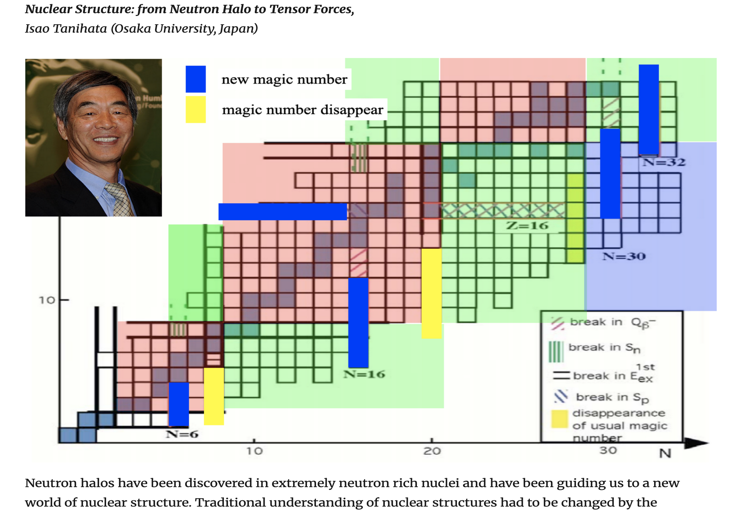 Nuclear Structure: from Neutron Halo to Tensor Forces,
Isao Tanihata (Osaka University, Japan)
new magic number
magic number disappear
N=32
Z=16
N=30
10
break in Qβ−
break in Sn
1st
break in Eex
N=16
break in Sp
disappearance
of usual magic
number
N=6
10
20
30
N
Neutron halos have been discovered in extremely neutron rich nuclei and have been guiding us to a new
world of nuclear structure. Traditional understanding of nuclear structures had to be changed by the